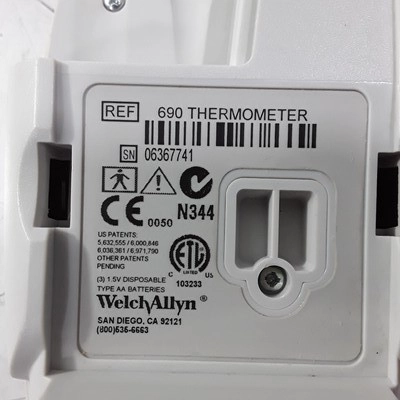 REF 690 THERMOMETER
SN 06367741
CE 0050 N344
US PATENTS:
5,632,555 / 6,000,846
6,036,361 / 6,971,790
OTHER PATENTS
PENDING
ETL
LISTED
C US
103233
(3) 1.5V DISPOSABLE
TYPE AA BATTERIES
WelchAllyn®
SAN DIEGO, CA 92121
(800)535-6663